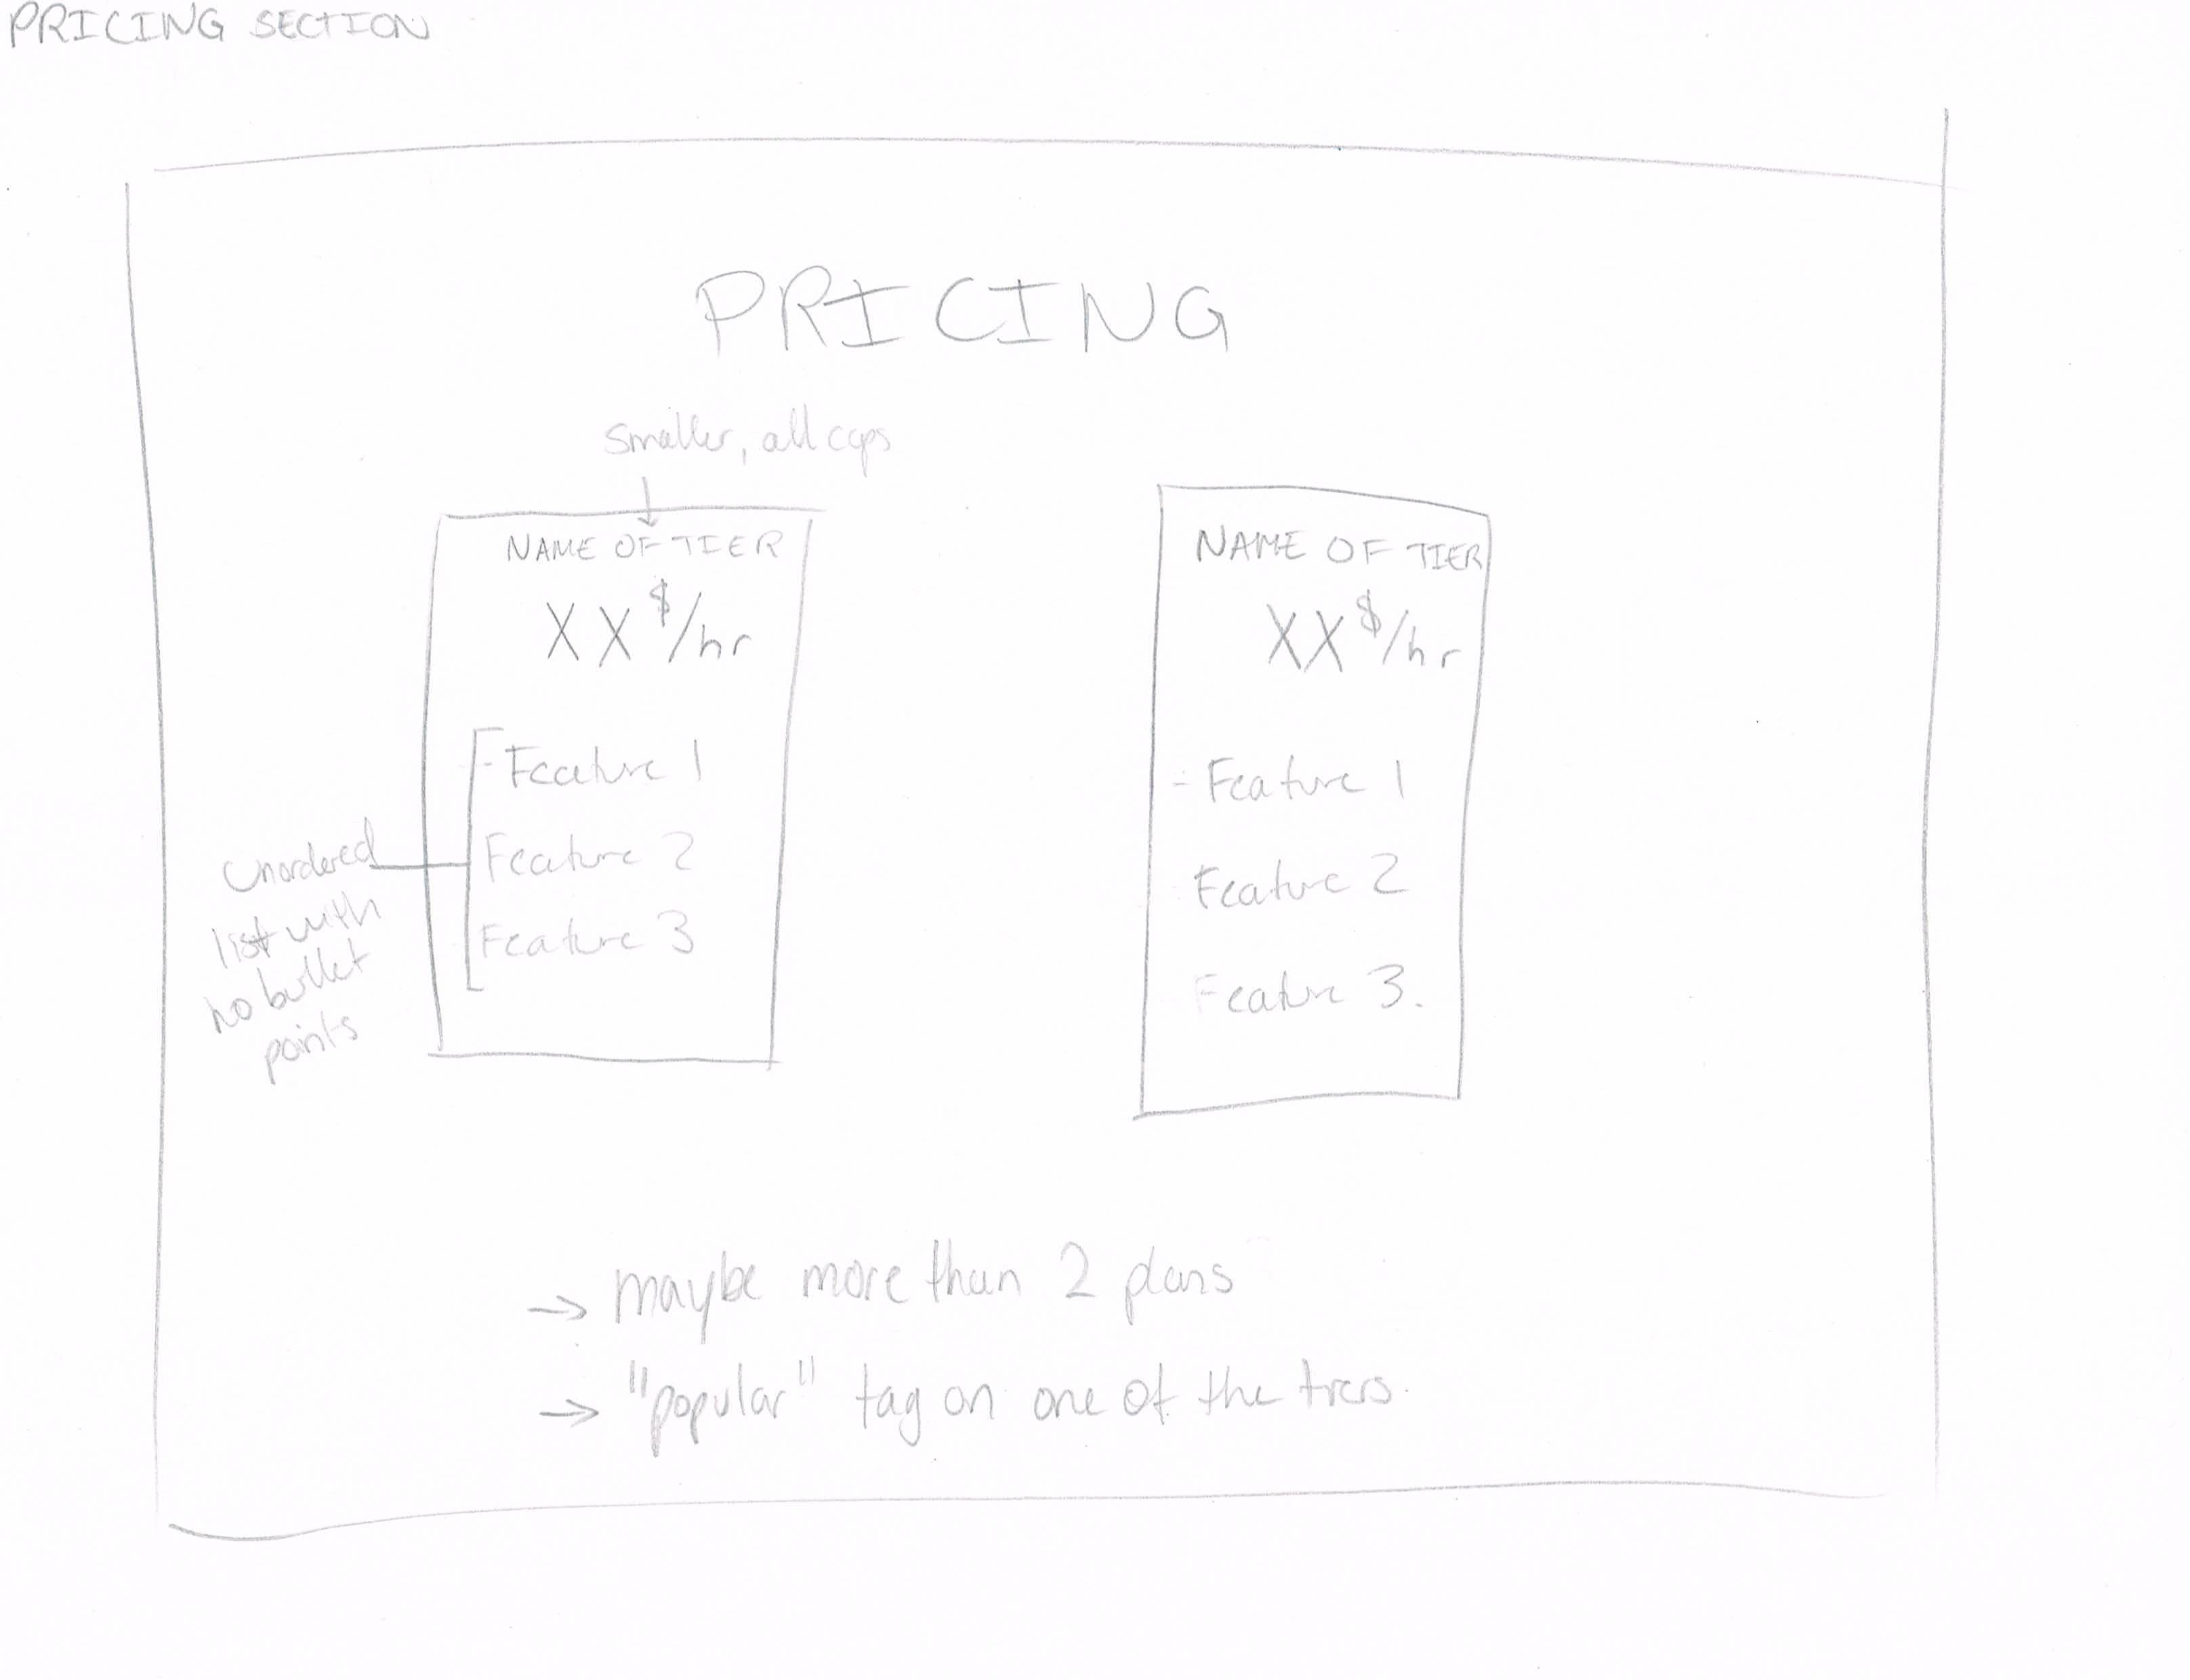 PRICING SECTION
PRICING
smaller, all caps
NAME OF TIER
XX$/hr
- Feature 1
Feature 2
Feature 3
Unordered
list with
no bullet
points
NAME OF TIER
XX$/hr
- Feature 1
Feature 2
Feature 3.
→ maybe more than 2 plans
→ "popular" tag on one of the tiers.